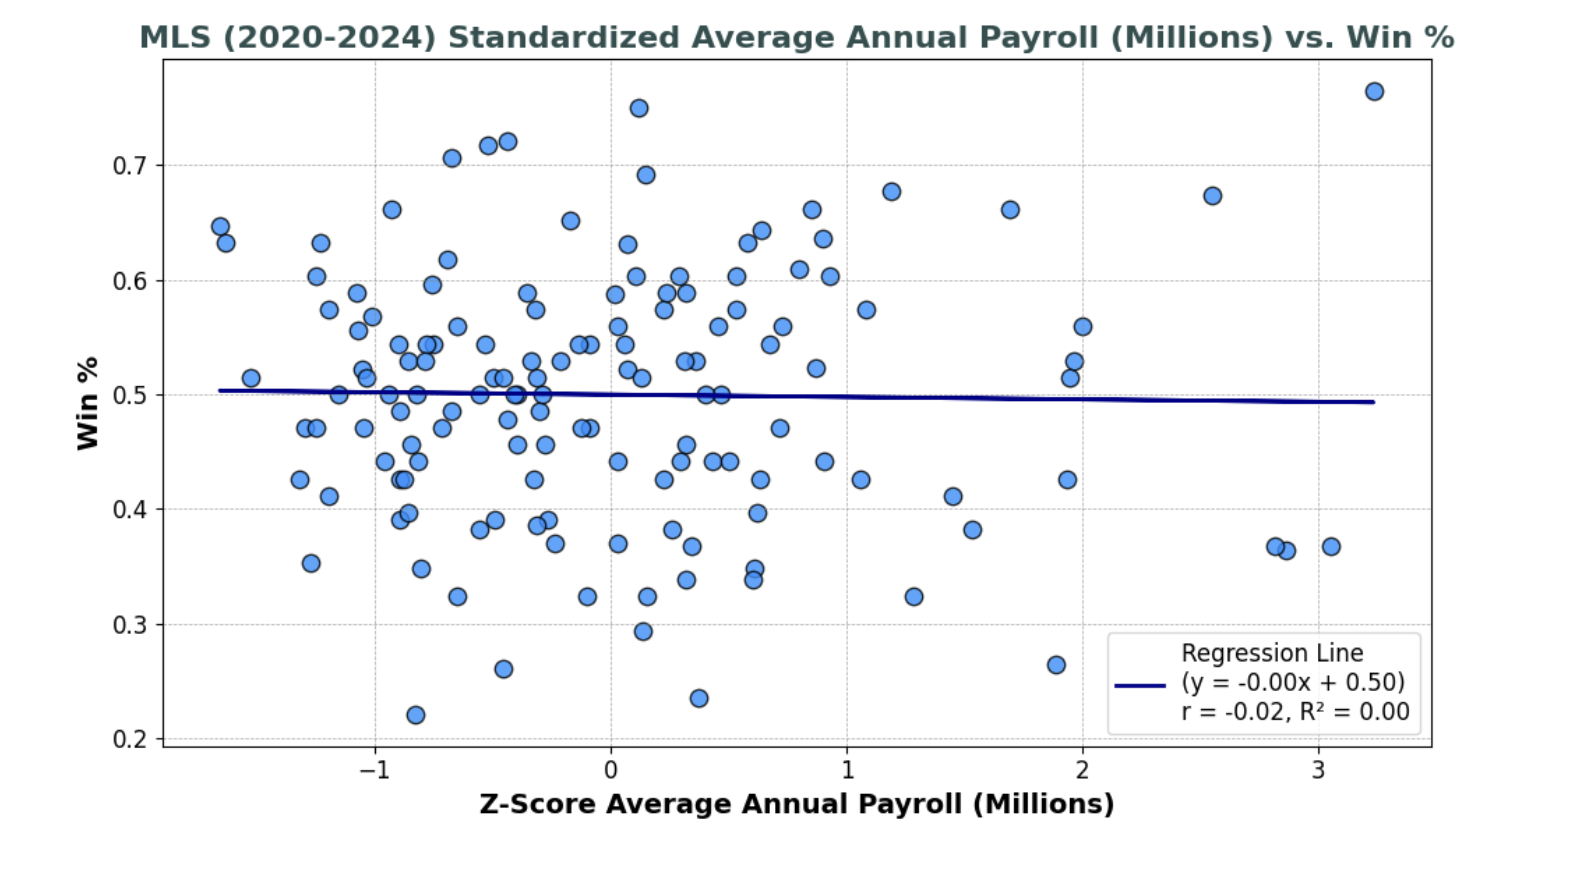 MLS (2020-2024) Standardized Average Annual Payroll (Millions) vs. Win %
0.7
0.6
0.5
0.4
0.3
0.2
Win %
Regression Line
(y = -0.00x + 0.50)
r = -0.02, R² = 0.00
−1
0
1
2
3
Z-Score Average Annual Payroll (Millions)